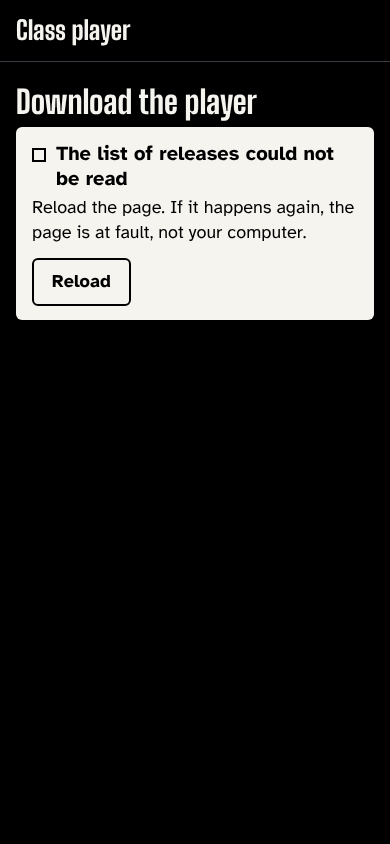 Class player
Download the player
The list of releases could not
be read
Reload the page. If it happens again, the
page is at fault, not your computer.
Reload